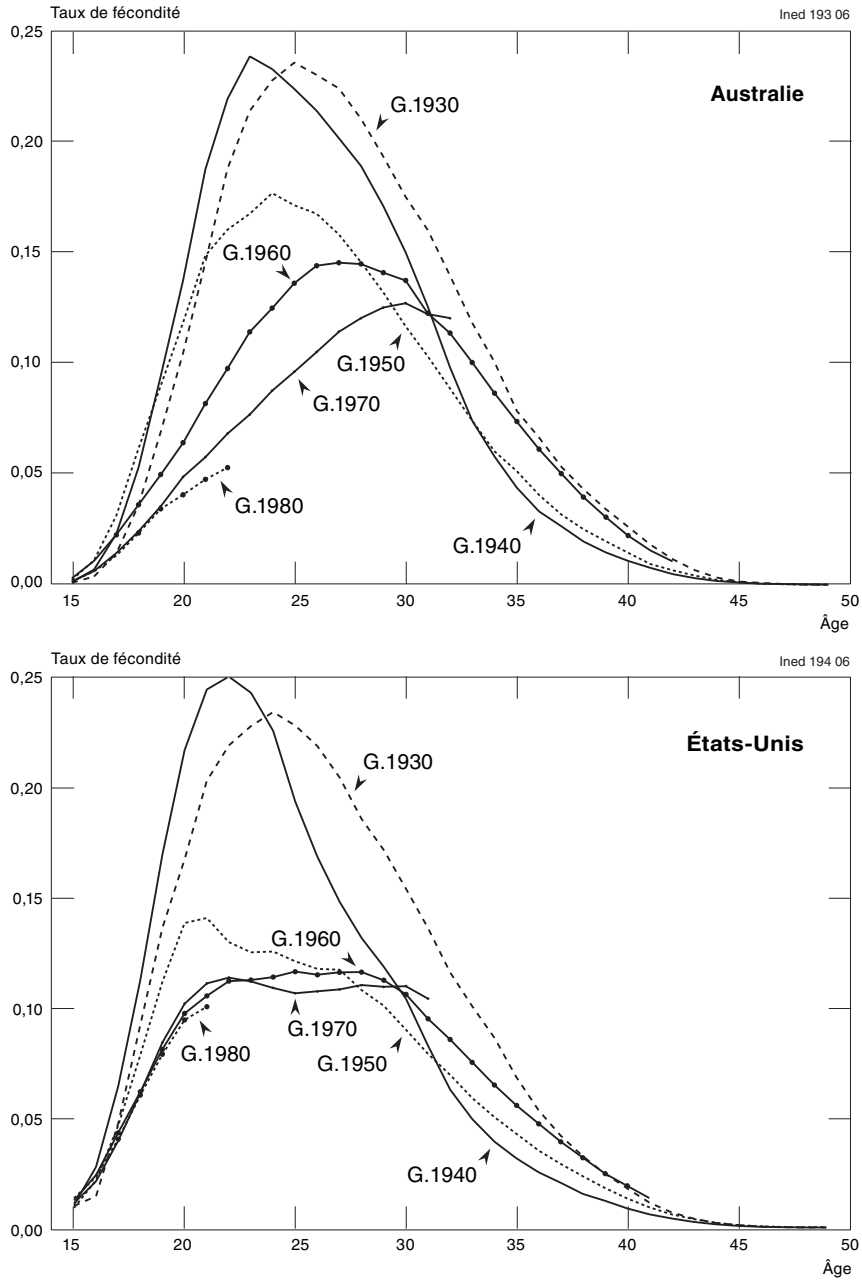 Taux de fécondité
Ined 193 06
0,25
Australie
G.1930
0,20
0,15
G.1960
G.1950
0,10
G.1970
0,05
G.1980
G.1940
0,00
15 20 25 30 35 40 45 50
Âge
Taux de fécondité
Ined 194 06
0,25
États-Unis
G.1930
0,20
0,15
G.1960
0,10
G.1970
G.1980
G.1950
0,05
G.1940
0,00
15 20 25 30 35 40 45 50
Âge